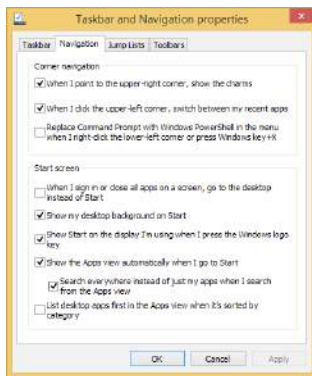 Taskbar and Navigation properties
Taskbar Navigation Jump Lists Toolbars
Corner navigation
When I point to the upper-right corner, show the charms
When I click the upper-left corner, switch between my recent apps
Replace Command Prompt with Windows PowerShell in the menu
when I right-click the lower-left corner or press Windows key+X
Start screen
When I sign in or close all apps on a screen, go to the desktop
instead of Start
Show my desktop background on Start
Show Start on the display I'm using when I press the Windows logo
key
Show the Apps view automatically when I go to Start
Search everywhere instead of just my apps when I search
from the Apps view
List desktop apps first in the Apps view when it's sorted by
category
OK Cancel Apply